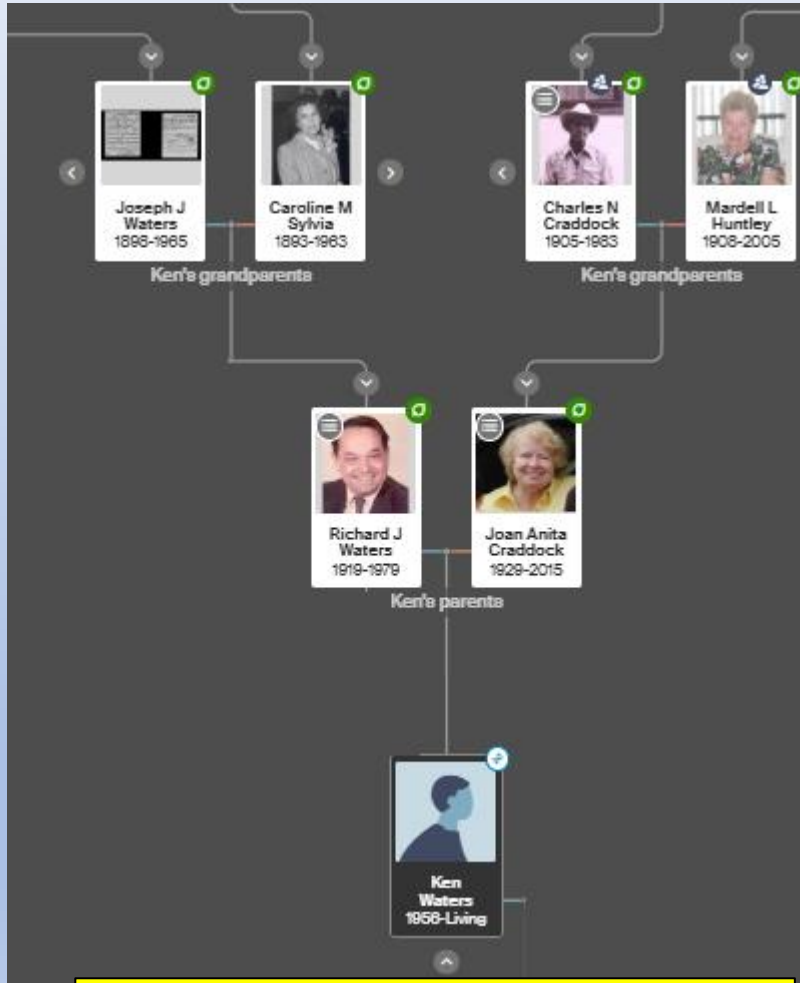 Joseph J
Waters
1898-1965
Caroline M
Sylvia
1893-1963
Charles N
Craddock
1905-1983
Mardell L
Huntley
1908-2005
Ken's grandparents
Ken's grandparents
Richard J
Waters
1919-1979
Joan Anita
Craddock
1929-2015
Ken's parents
Ken
Waters
1956-Living